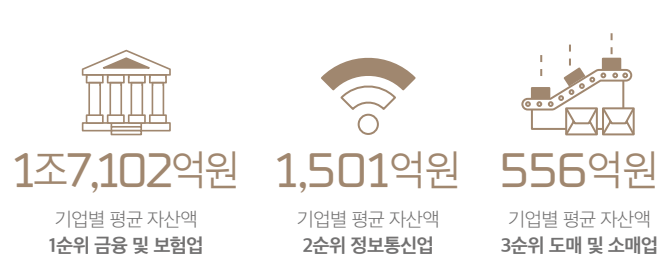 1조7,102억원
기업별 평균 자산액
1순위 금융 및 보험업
1,501억원
기업별 평균 자산액
2순위 정보통신업
556억원
기업별 평균 자산액
3순위 도매 및 소매업